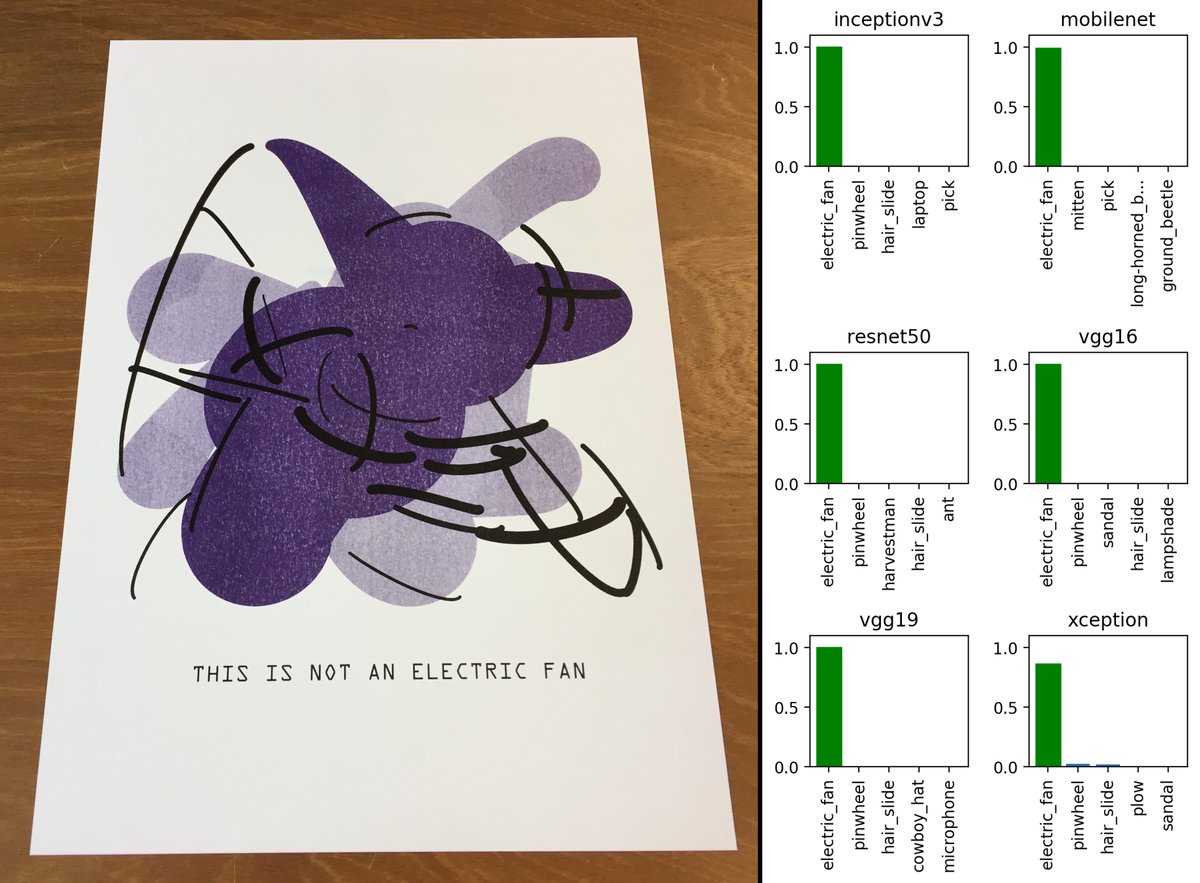 THIS IS NOT AN ELECTRIC FAN
inceptionv3
1.0
0.5
0.0
electric_fan
pinwheel
hair_slide
laptop
pick
mobilenet
1.0
0.5
0.0
electric_fan
mitten
pick
long-horned_b...
ground_beetle
resnet50
1.0
0.5
0.0
electric_fan
pinwheel
harvestman
hair_slide
ant
vgg16
1.0
0.5
0.0
electric_fan
pinwheel
sandal
hair_slide
lampshade
vgg19
1.0
0.5
0.0
electric_fan
pinwheel
hair_slide
cowboy_hat
microphone
xception
1.0
0.5
0.0
electric_fan
pinwheel
hair_slide
plow
sandal